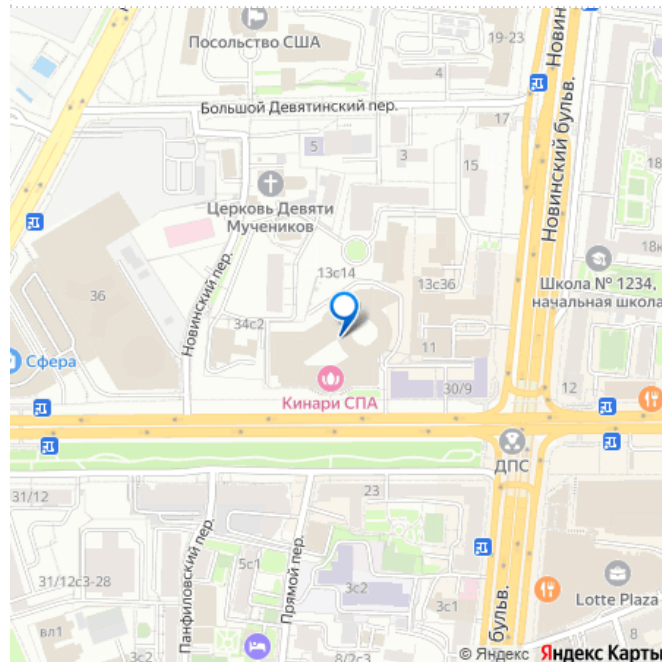 Посольство США
19-23
Новин
4
Большой Девятинский пер.
17
5
3
15
Церковь Девяти
Мучеников
Новинский бульв.
18
18к
13с14
13с36
Школа № 1234,
начальная школа
36
Новинский пер.
34с2
11
Сфера
Кинари СПА
30/9
12
ДПС
31/12
23
Панфиловский пер.
5с1
Прямой пер.
31/12с3-28
3с2
3с1
бульв.
Lotte Plaza
вл1
3с2
8/2с3
8
© Яндекс Яндекс Карты